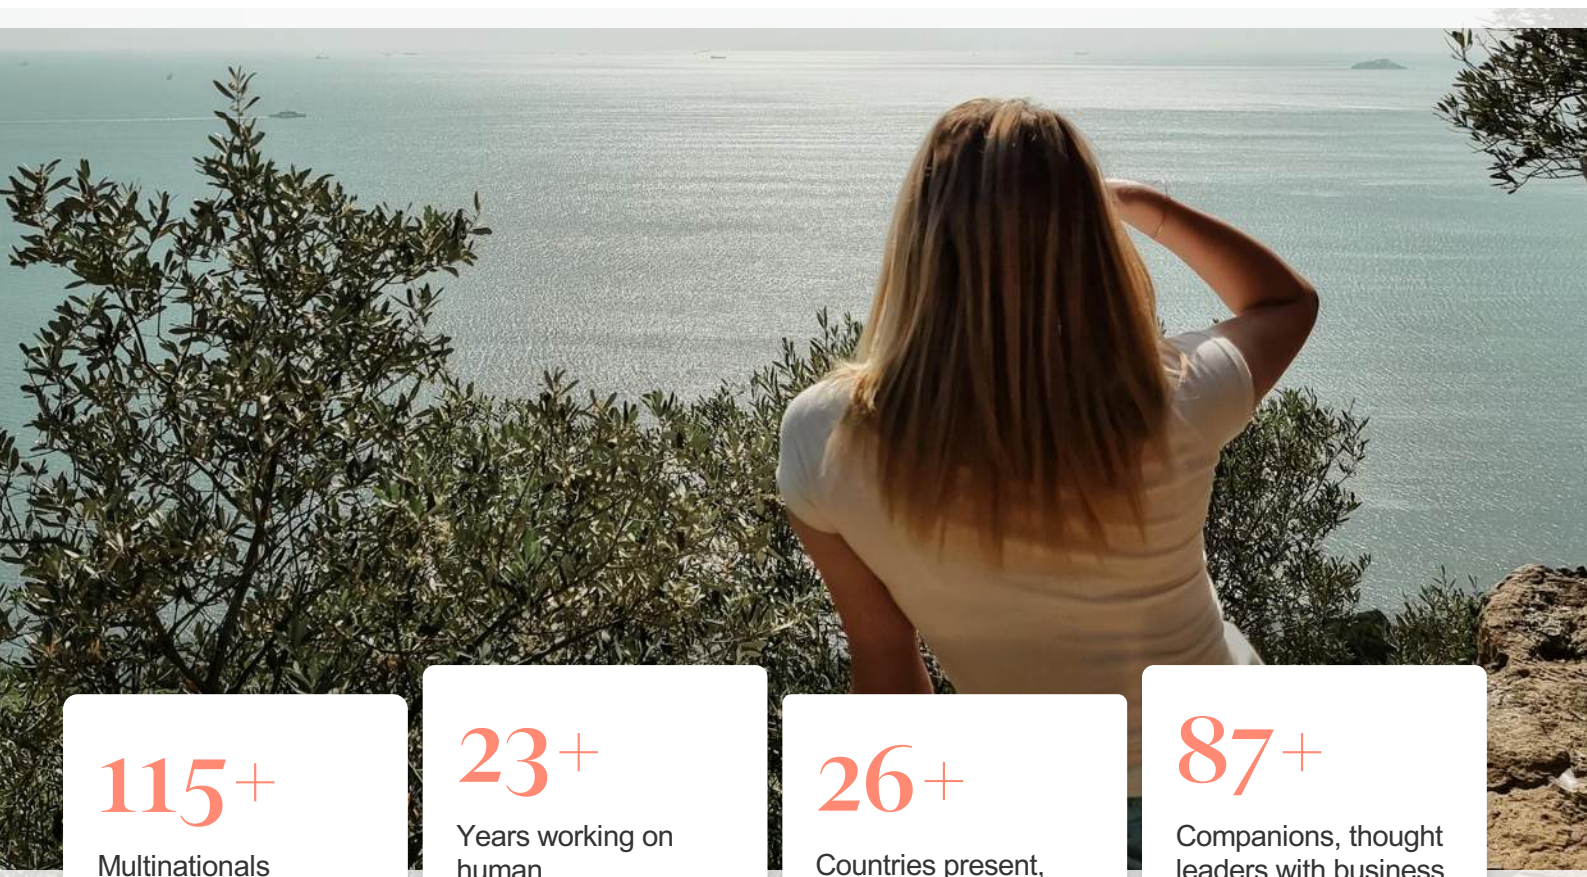 115+
Multinationals
23+
Years working on
human
26+
Countries present,
87+
Companions, thought
leaders with business